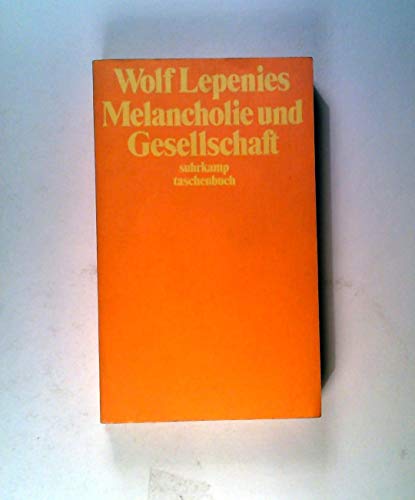 Wolf Lepenies
Melancholie und
Gesellschaft
suhrkamp
taschenbuch